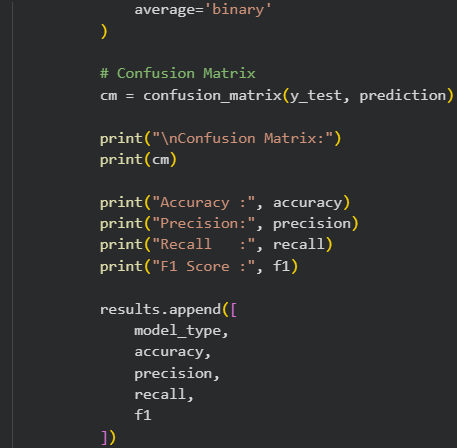 average='binary'
)
# Confusion Matrix
cm = confusion_matrix(y_test, prediction)
print("\nConfusion Matrix:")
print(cm)
print("Accuracy :", accuracy)
print("Precision:", precision)
print("Recall   :", recall)
print("F1 Score :", f1)
results.append([
model_type,
accuracy,
precision,
recall,
f1
])